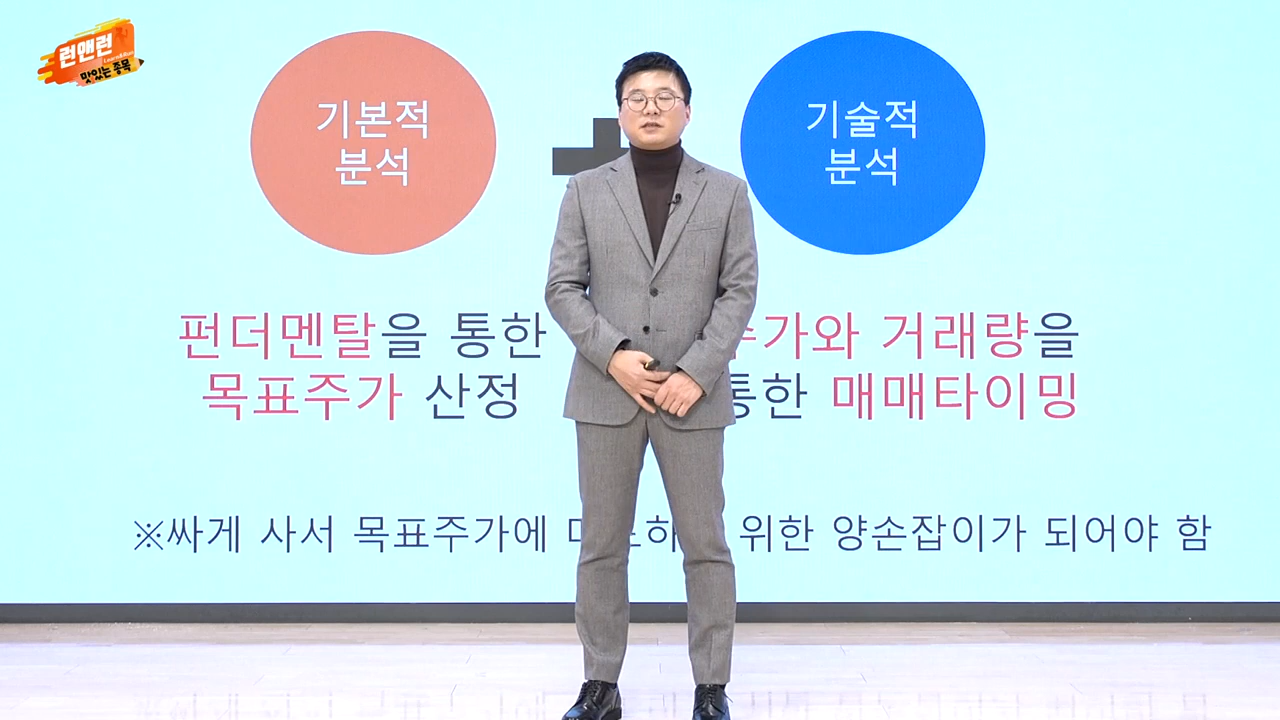 런앤런
맛있는 종목
기본적
분석
기술적
분석
펀더멘탈을 통한
목표주가 산정
주가와 거래량을
통한 매매타이밍
※싸게 사서 목표주가에 위한 양손잡이가 되어야 함